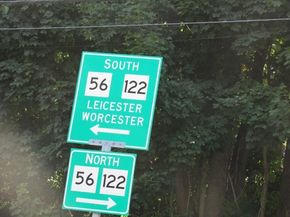 SOUTH
56 122
LEICESTER
WORCESTER
NORTH
56 122